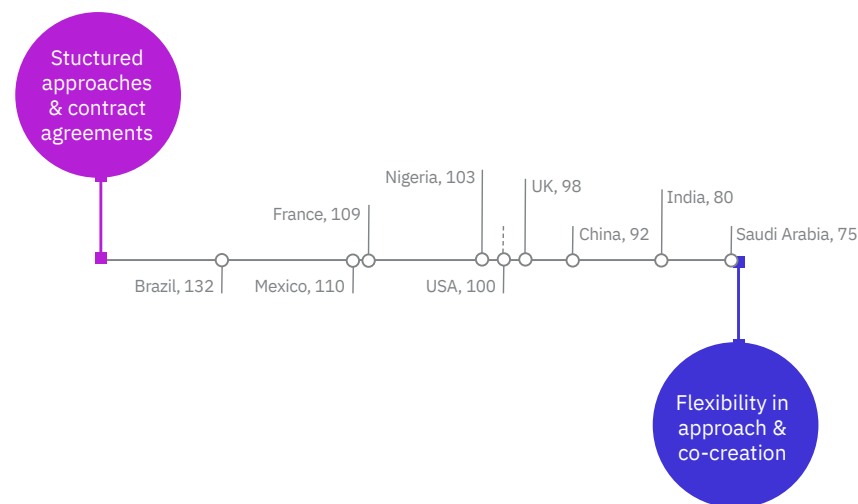 Stuctured
approaches
& contract
agreements
Nigeria, 103
UK, 98
India, 80
France, 109
China, 92
Saudi Arabia, 75
Brazil, 132
Mexico, 110
USA, 100
Flexibility in
approach &
co-creation